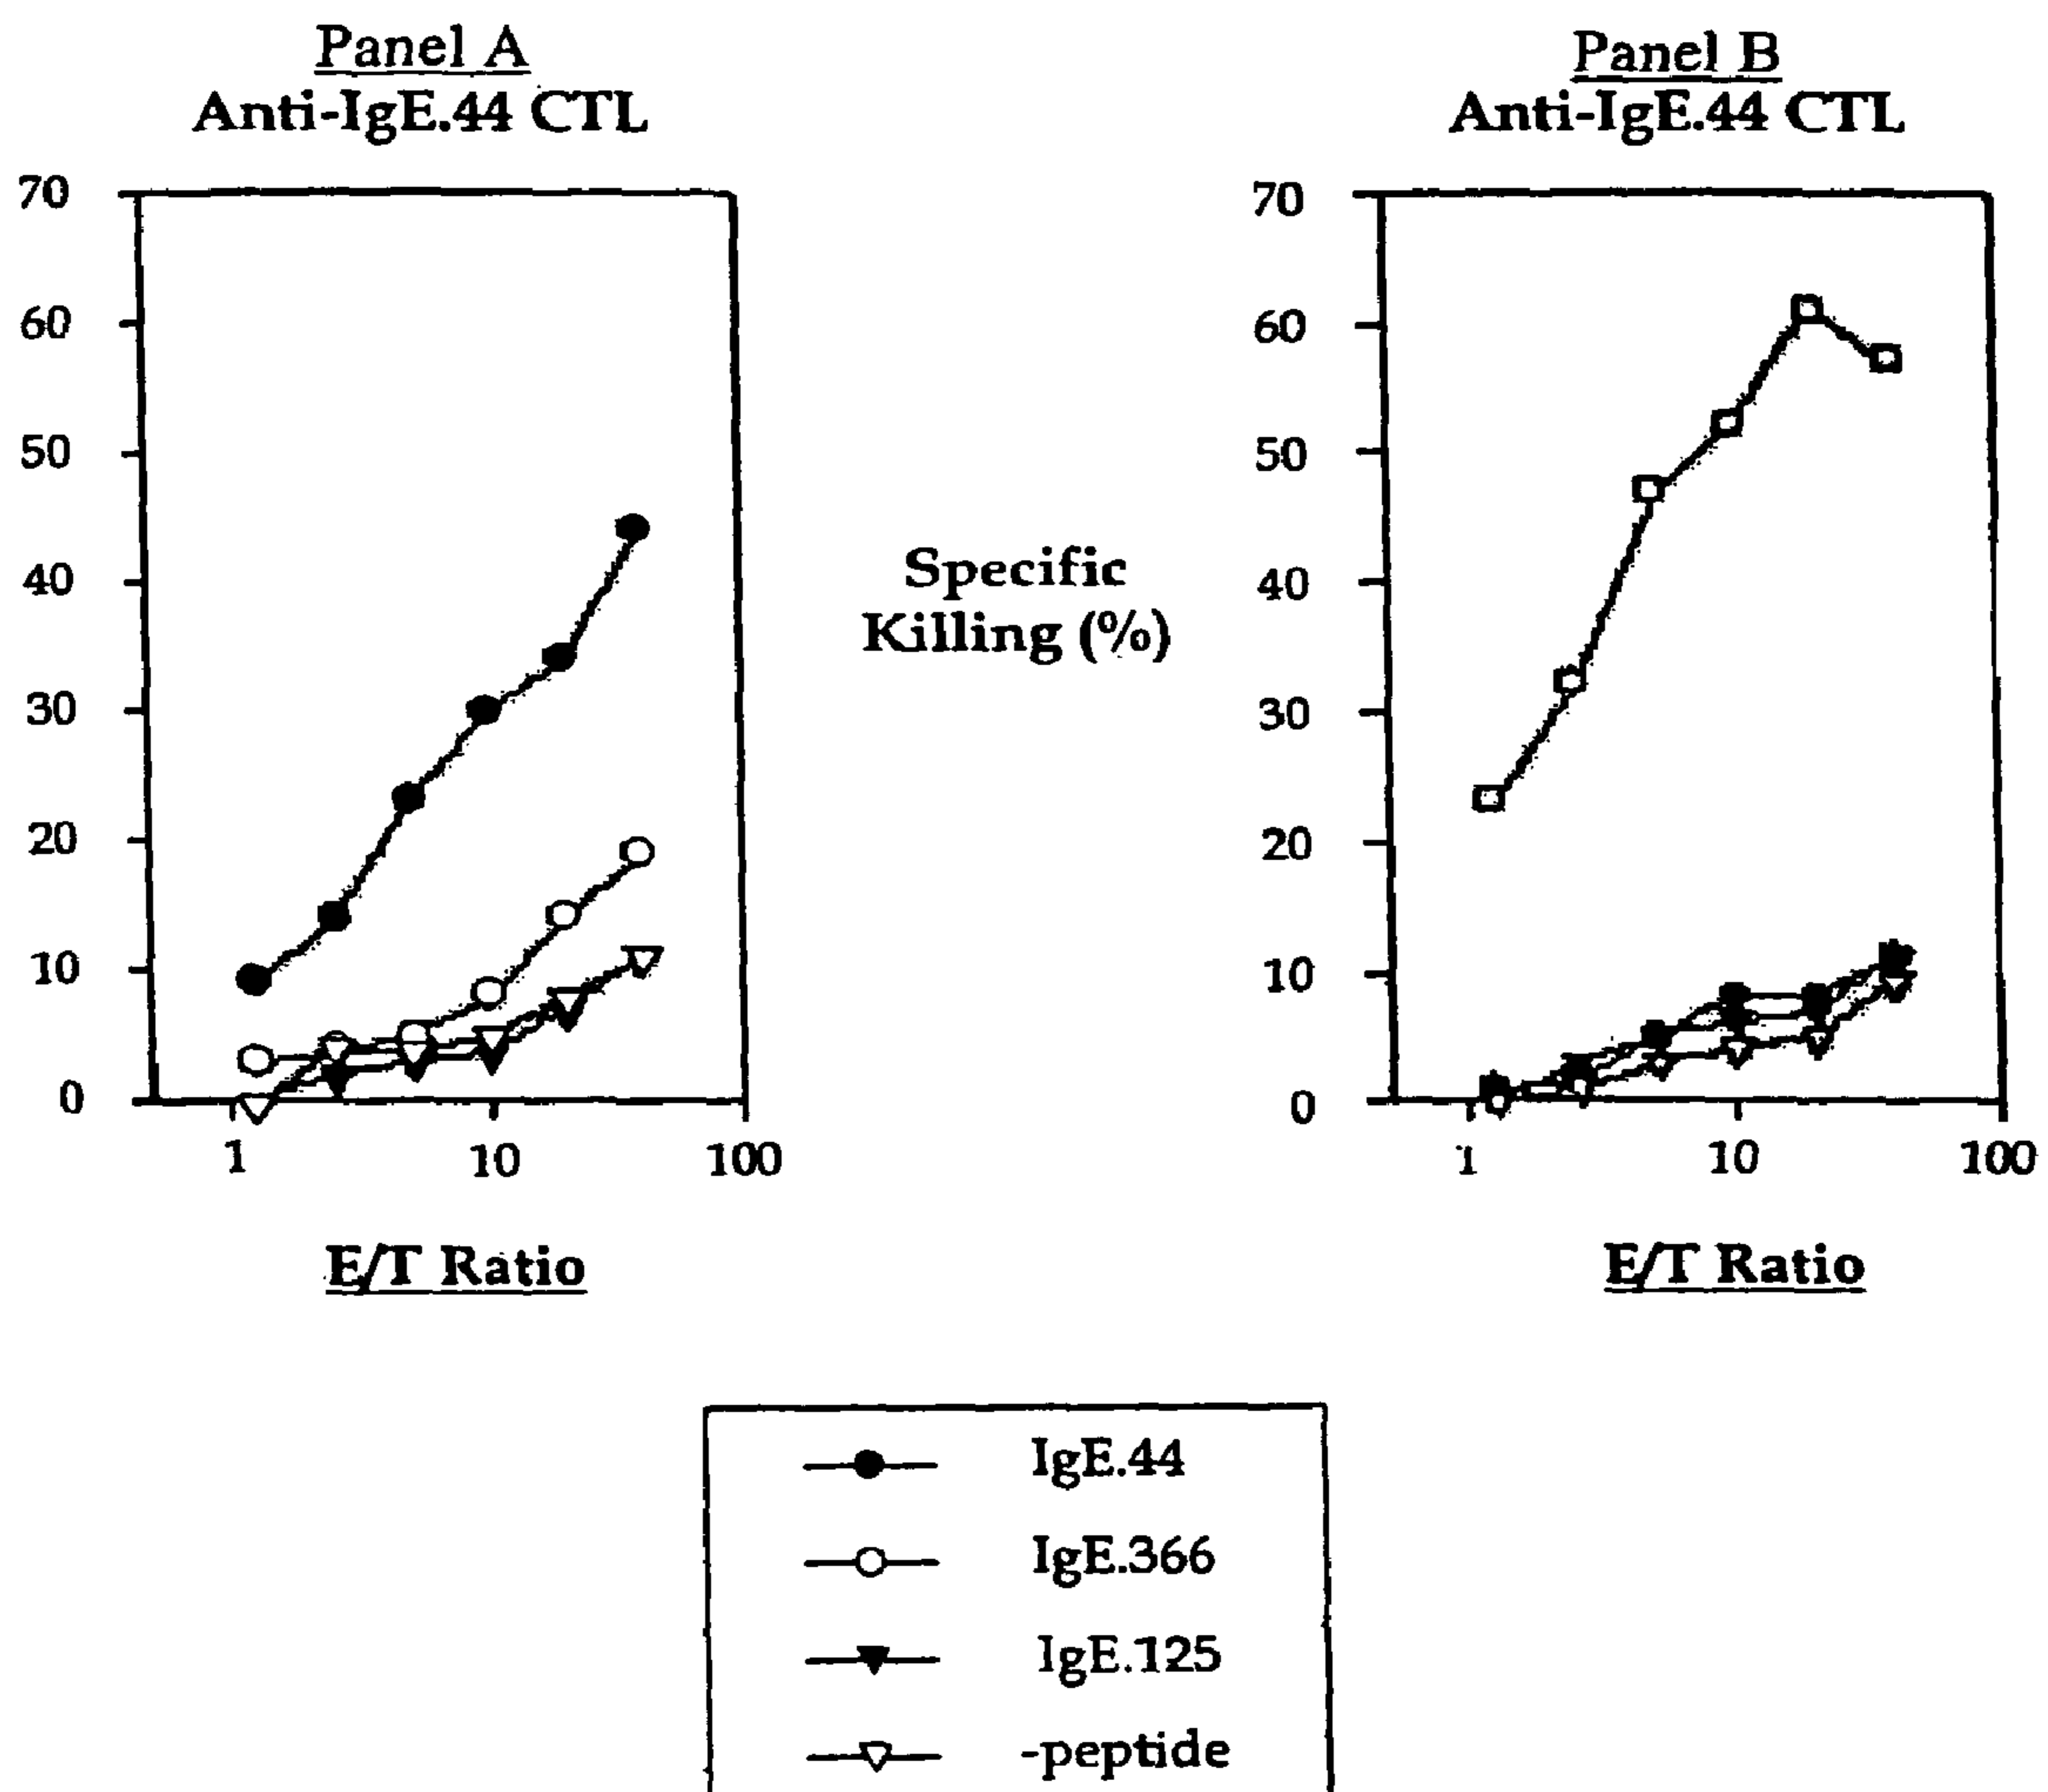 Panel A
Anti-IgE.44 CTL
70
60
50
40
30
20
10
0
1 10 100
E/T Ratio
Specific
Killing (%)
Panel B
Anti-IgE.44 CTL
70
60
50
40
30
20
10
0
1 10 100
E/T Ratio
IgE.44
IgE.366
IgE.125
-peptide